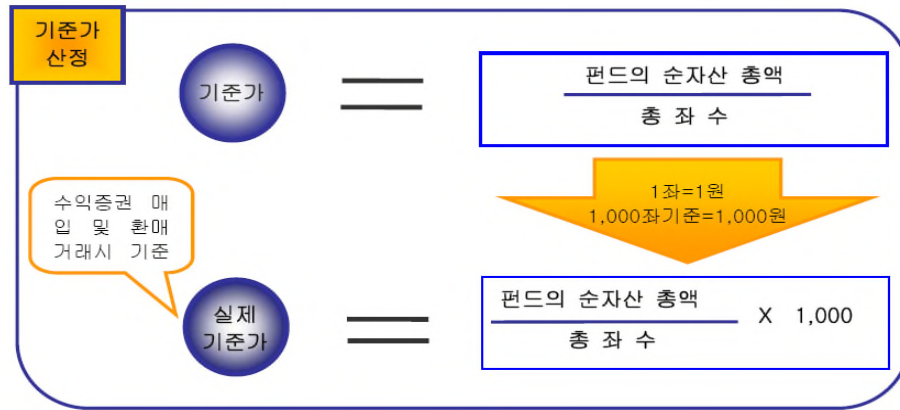 기준가
산정
기준가
펀드의 순자산 총액
총 좌 수
1좌=1원
1,000좌기준=1,000원
수익증권 매
입 및 환매
거래시 기준
실제
기준가
펀드의 순자산 총액
총 좌 수
X 1,000